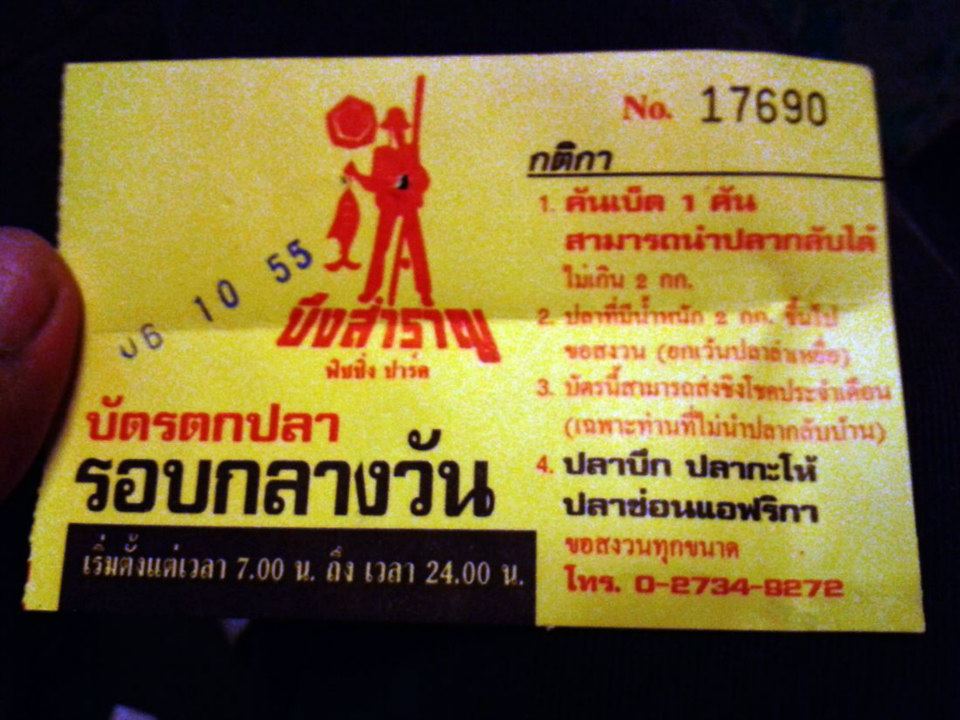 No. 17690
06 10 55
บึงสำราญ
ฟิชชิ่ง ปาร์ค
บัตรตกปลา
รอบกลางวัน
เริ่มตั้งแต่เวลา 7.00 น. ถึง เวลา 24.00 น.
กติกา
1. คันเบ็ด 1 คัน
สามารถนำปลากลับได้
ไม่เกิน 2 กก.
2. ปลาที่มีน้ำหนัก 2 กก. ขึ้นไป
ขอสงวน (ยกเว้นปลาล่าเหยื่อ)
3. บัตรนี้สามารถส่งชิงโชคประจำเดือน
(เฉพาะท่านที่ไม่นำปลากลับบ้าน)
4. ปลาบึก ปลากะโห้
ปลาช่อนแอฟริกา
ขอสงวนทุกขนาด
โทร. 0-2734-9272